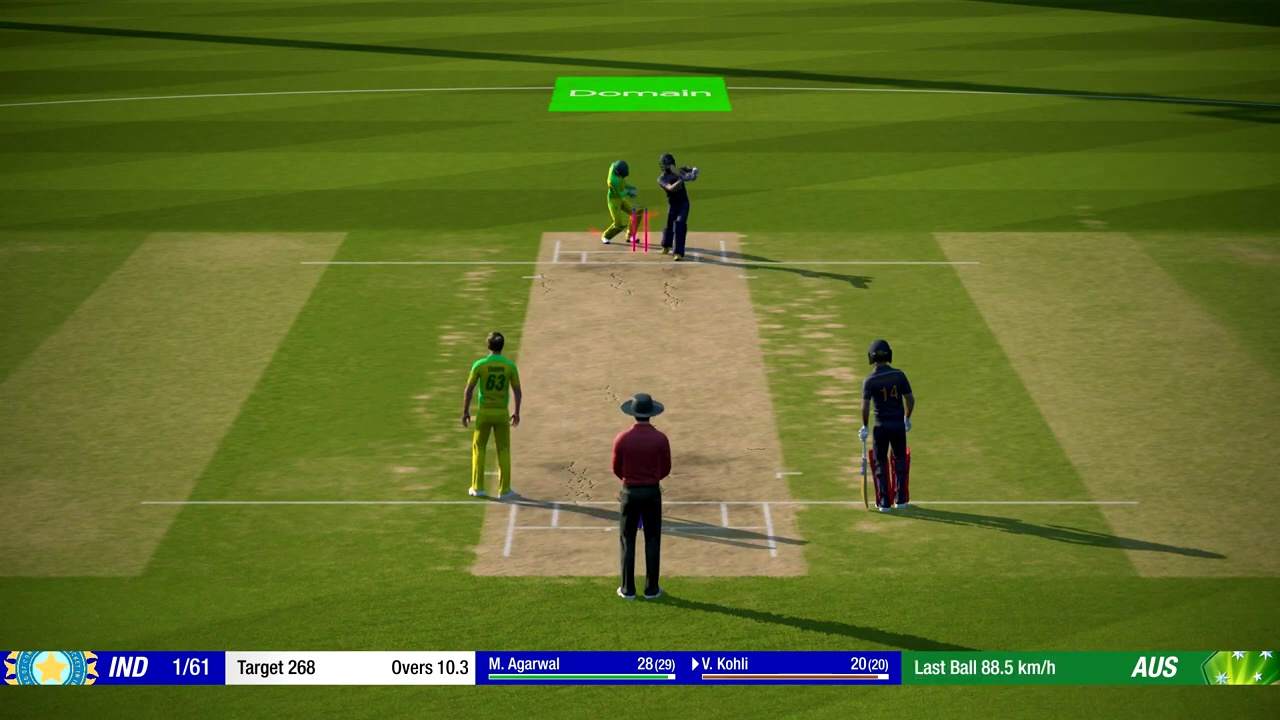 Domain
63
14
IND 1/61 Target 268 Overs 10.3 M. Agarwal 28(29) V. Kohli 20(20) Last Ball 88.5 km/h AUS